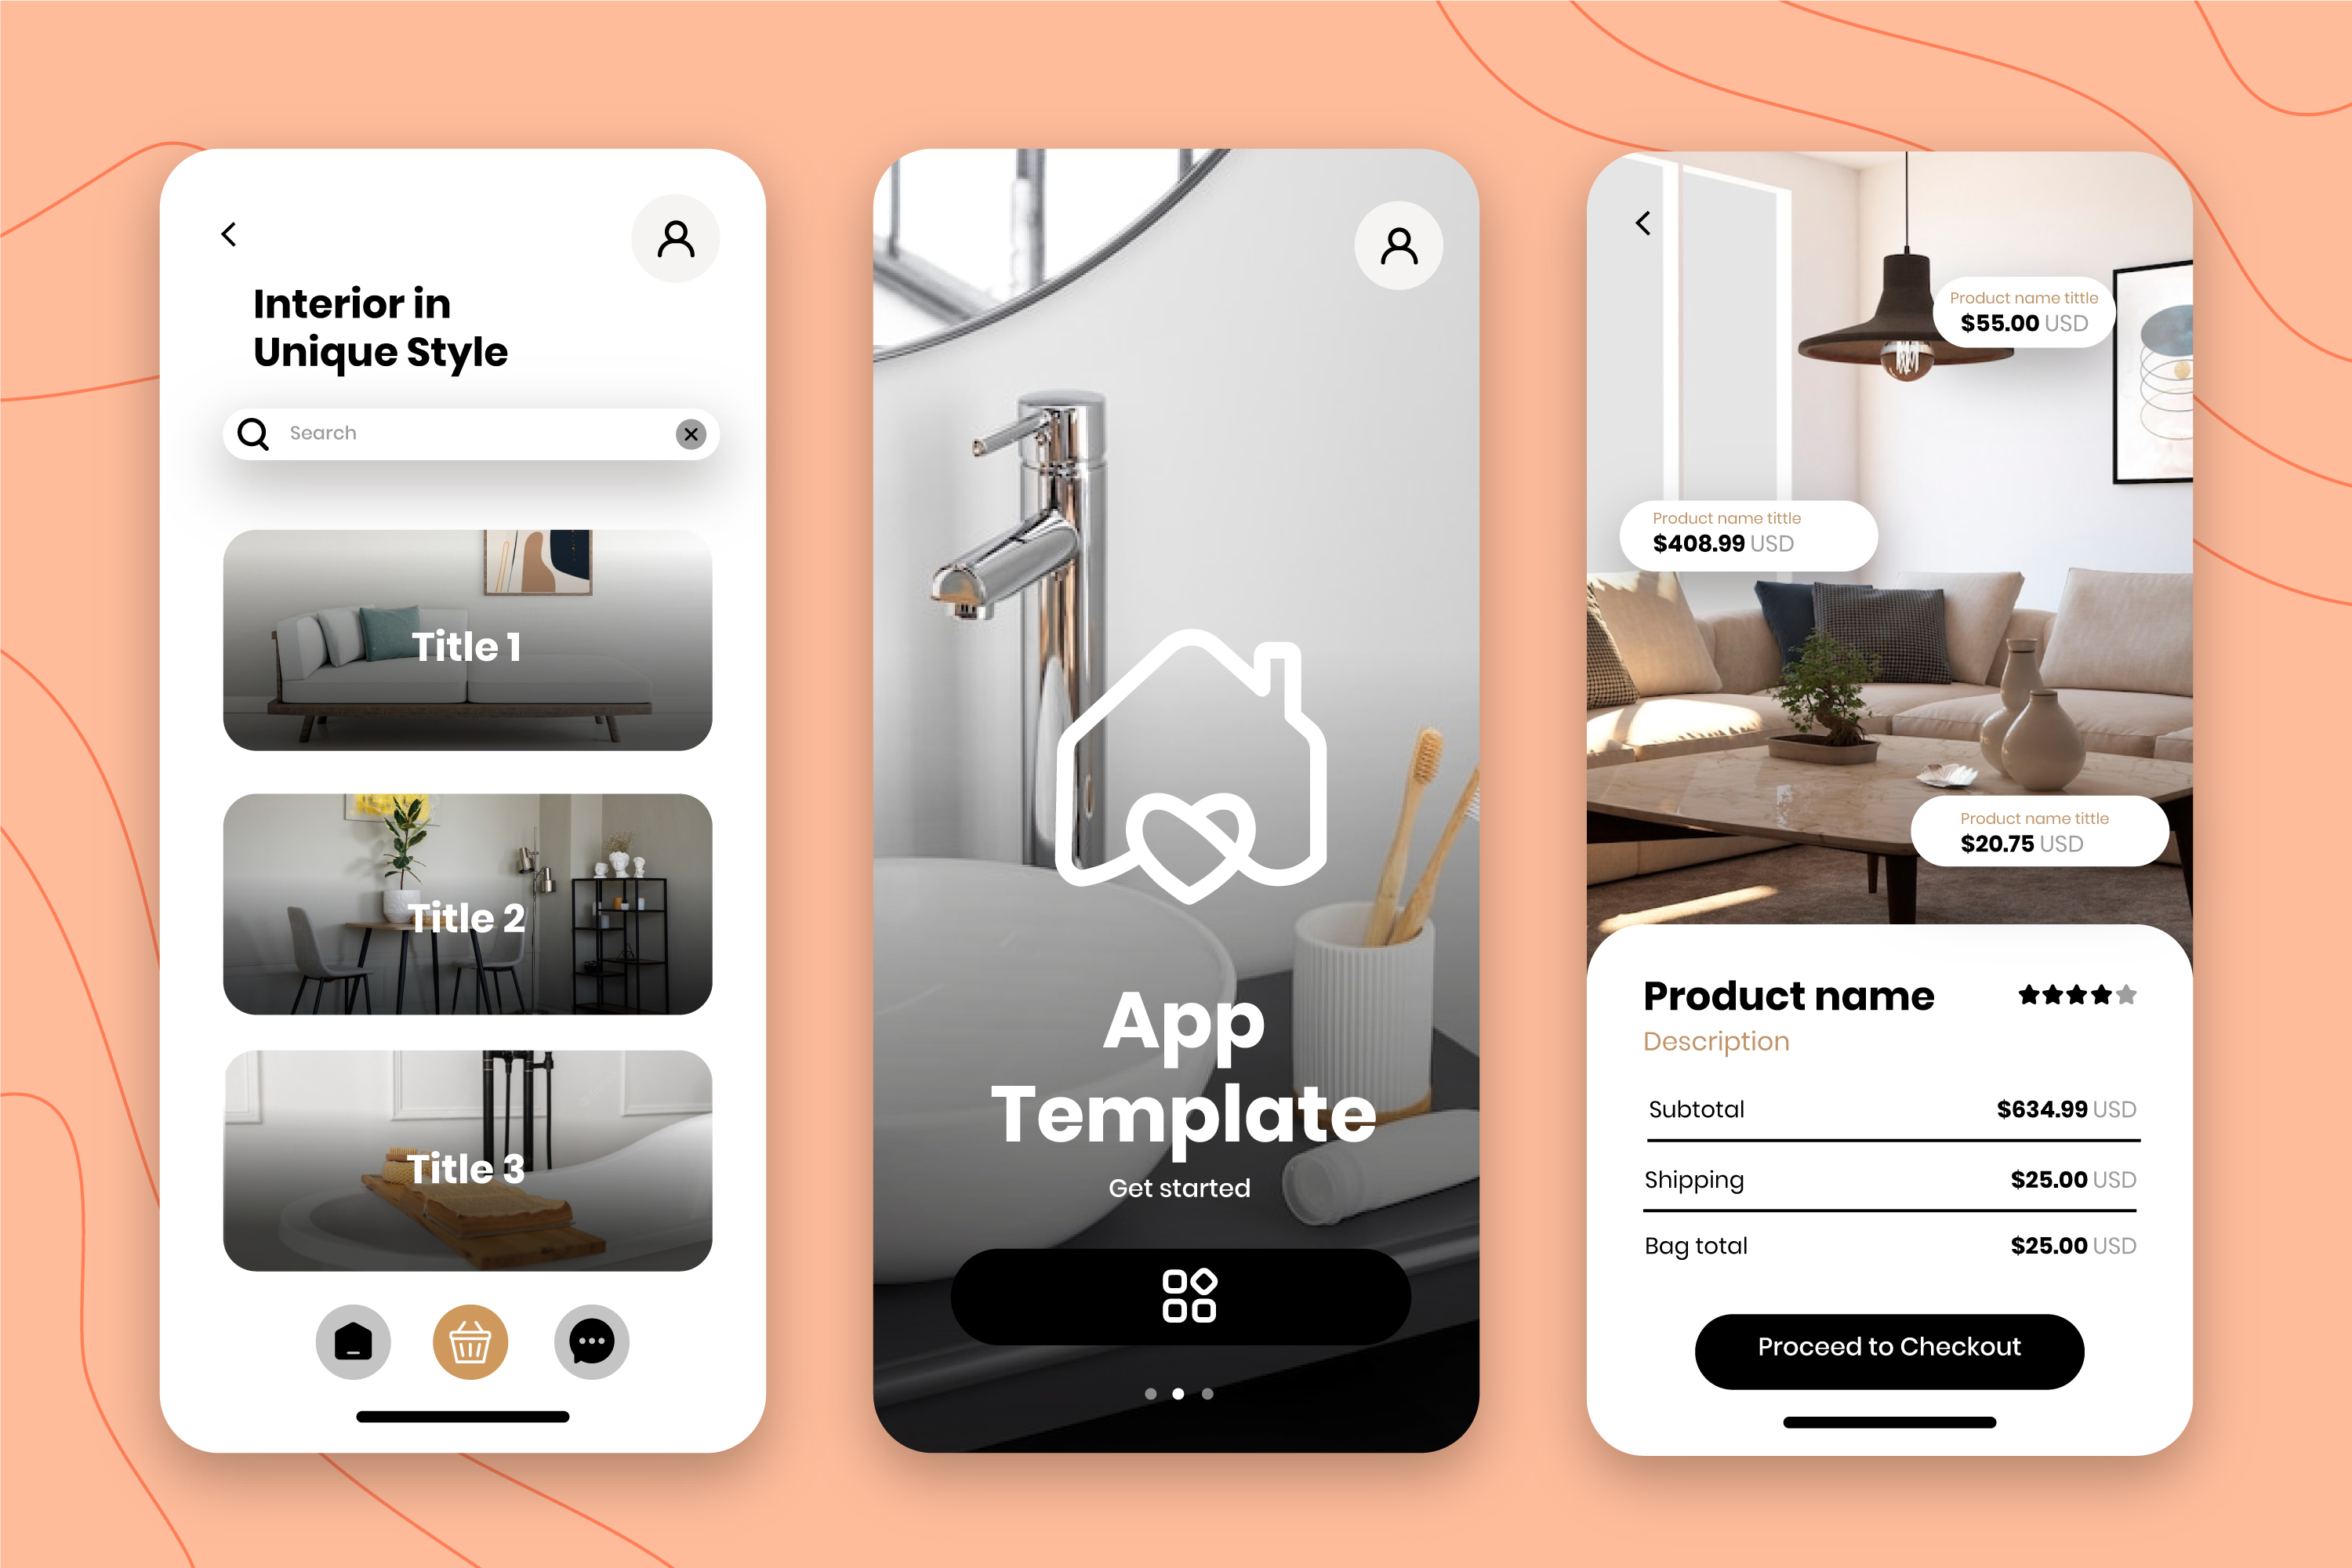 Interior in
Unique Style
Search
Title 1
Title 2
Title 3
App
Template
Get started
Product name tittle
$55.00 USD
Product name tittle
$408.99 USD
Product name tittle
$20.75 USD
Product name
Description
Subtotal $634.99 USD
Shipping $25.00 USD
Bag total $25.00 USD
Proceed to Checkout